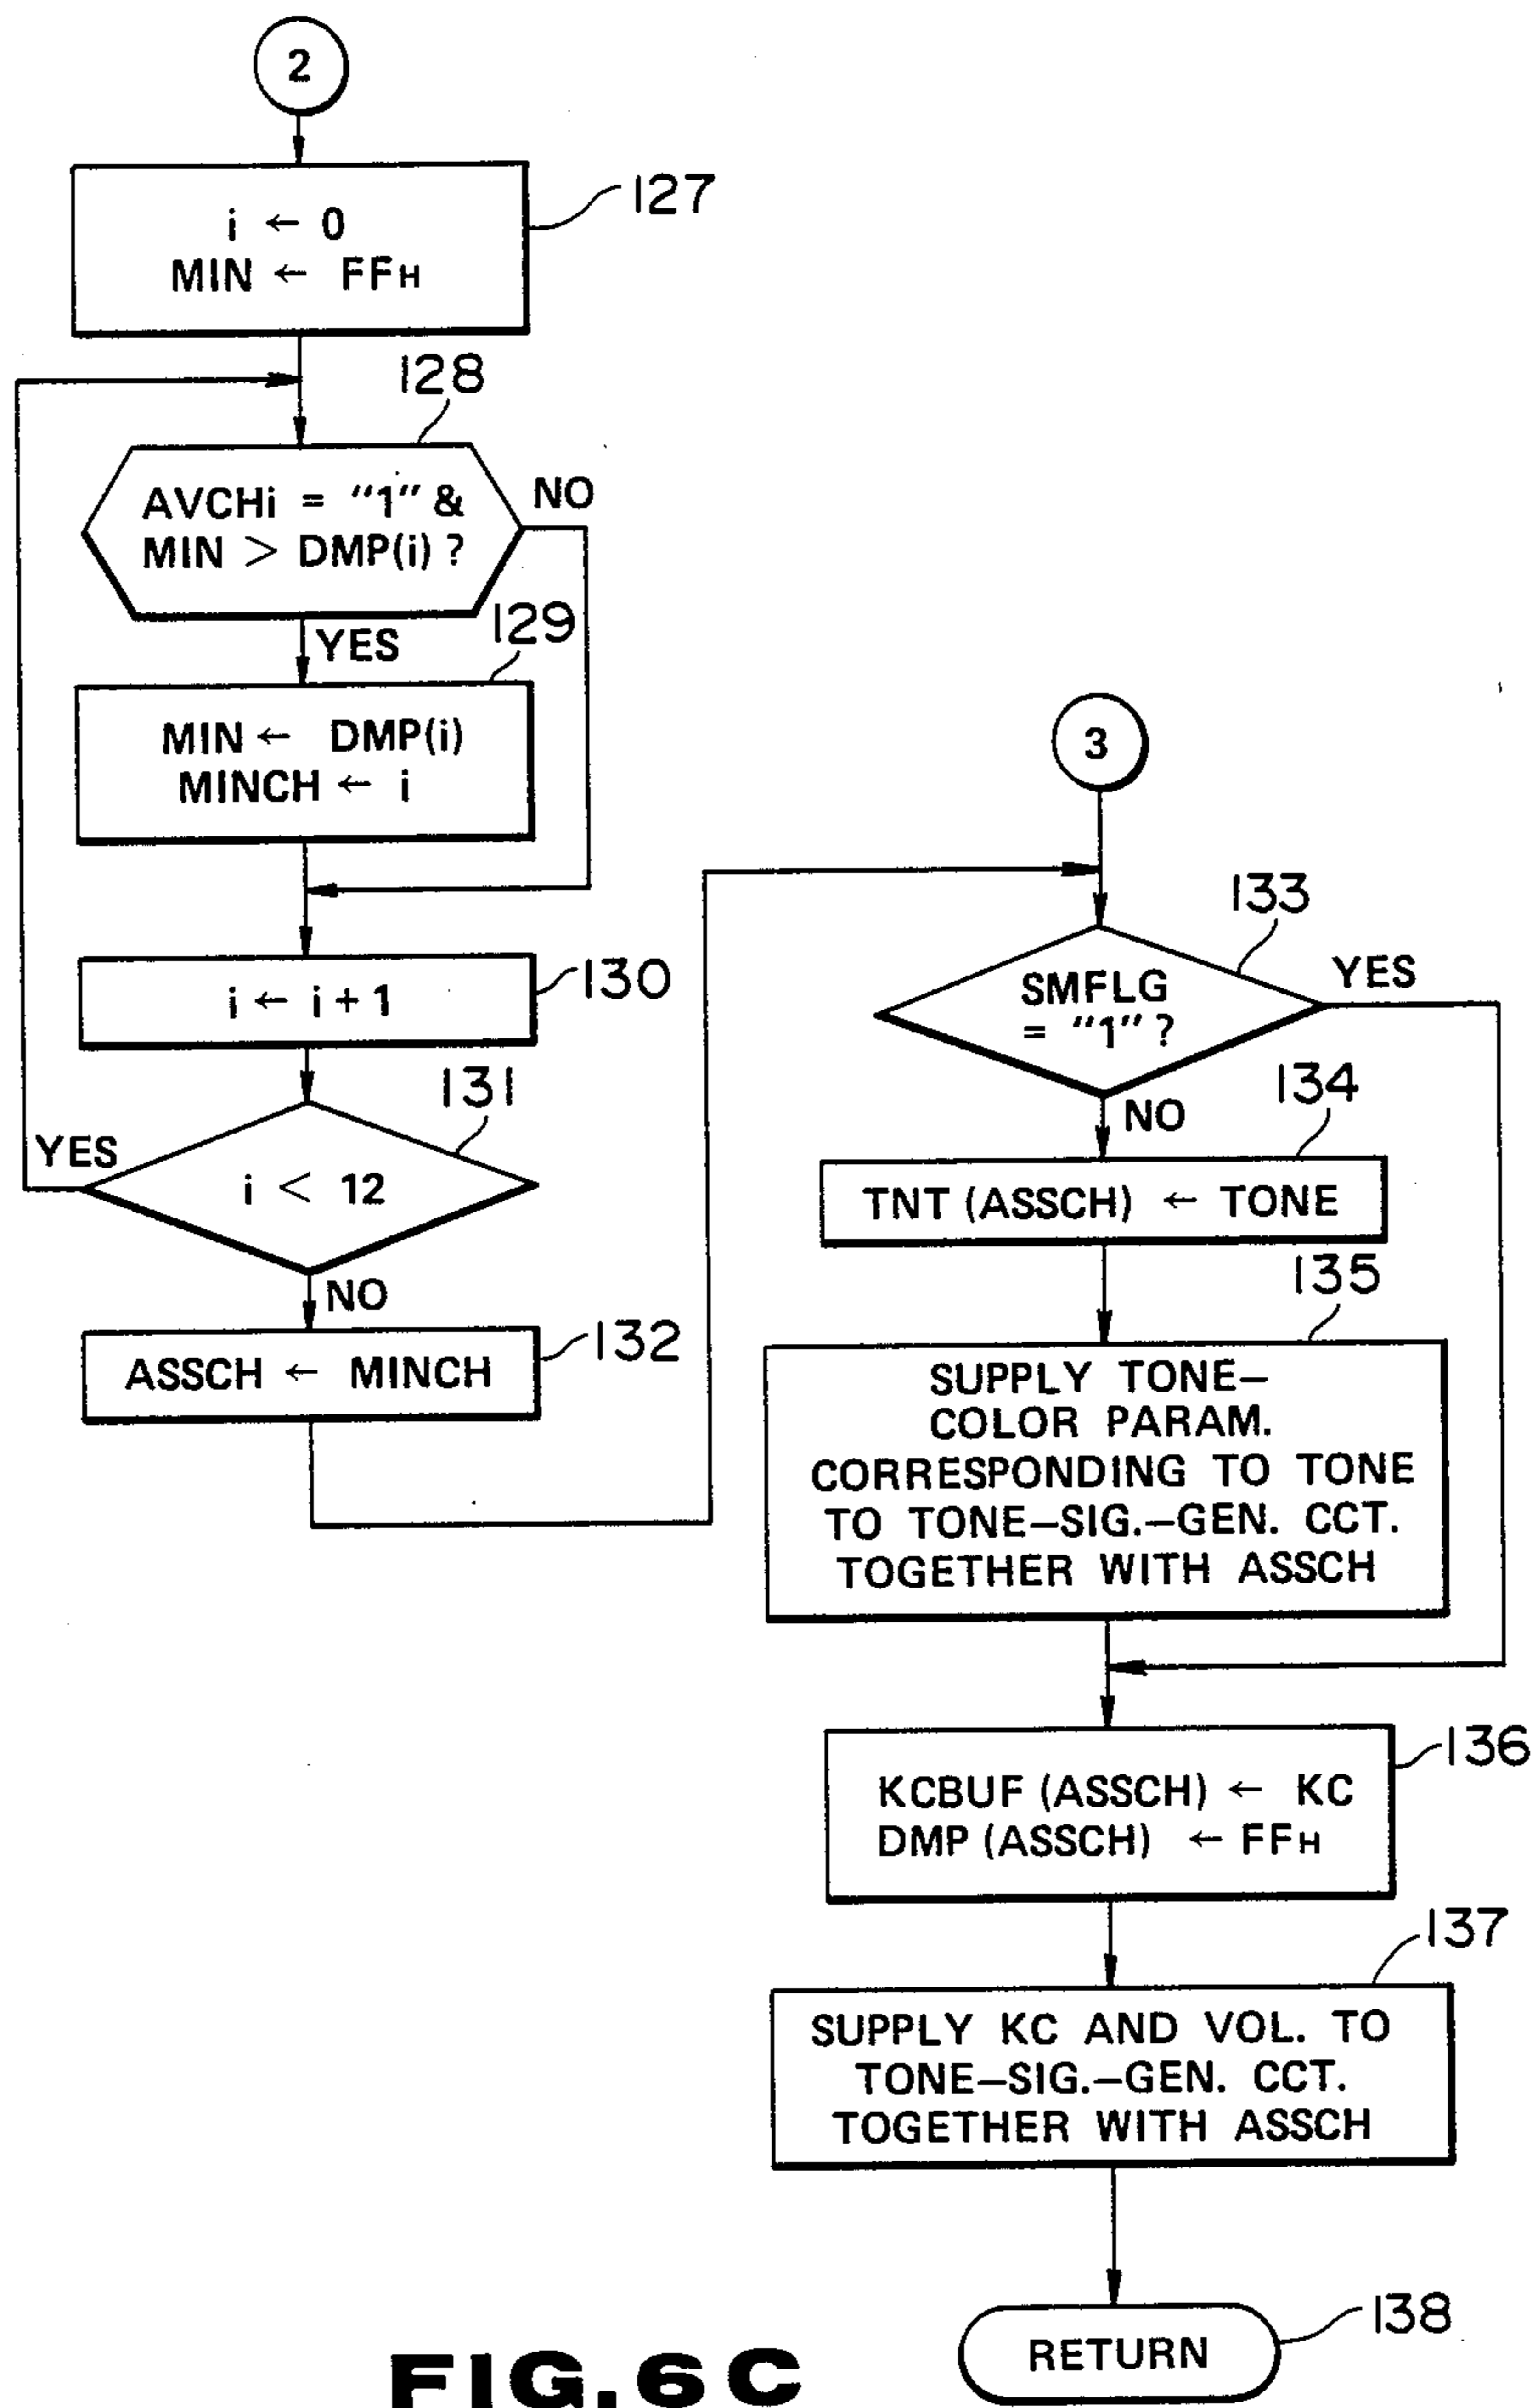 2
127
i ← 0
MIN ← FFH
128
AVCHi = “1” &
MIN > DMP(i) ?
NO
YES
129
MIN ← DMP(i)
MINCH ← i
130
i ← i + 1
131
YES
i < 12
NO
132
ASSCH ← MINCH
3
133
SMFLG
= “1” ?
YES
NO
134
TNT (ASSCH) ← TONE
135
SUPPLY TONE–
COLOR PARAM.
CORRESPONDING TO TONE
TO TONE–SIG.–GEN. CCT.
TOGETHER WITH ASSCH
136
KCBUF (ASSCH) ← KC
DMP (ASSCH) ← FFH
137
SUPPLY KC AND VOL. TO
TONE–SIG.–GEN. CCT.
TOGETHER WITH ASSCH
138
RETURN
FIG. 6C